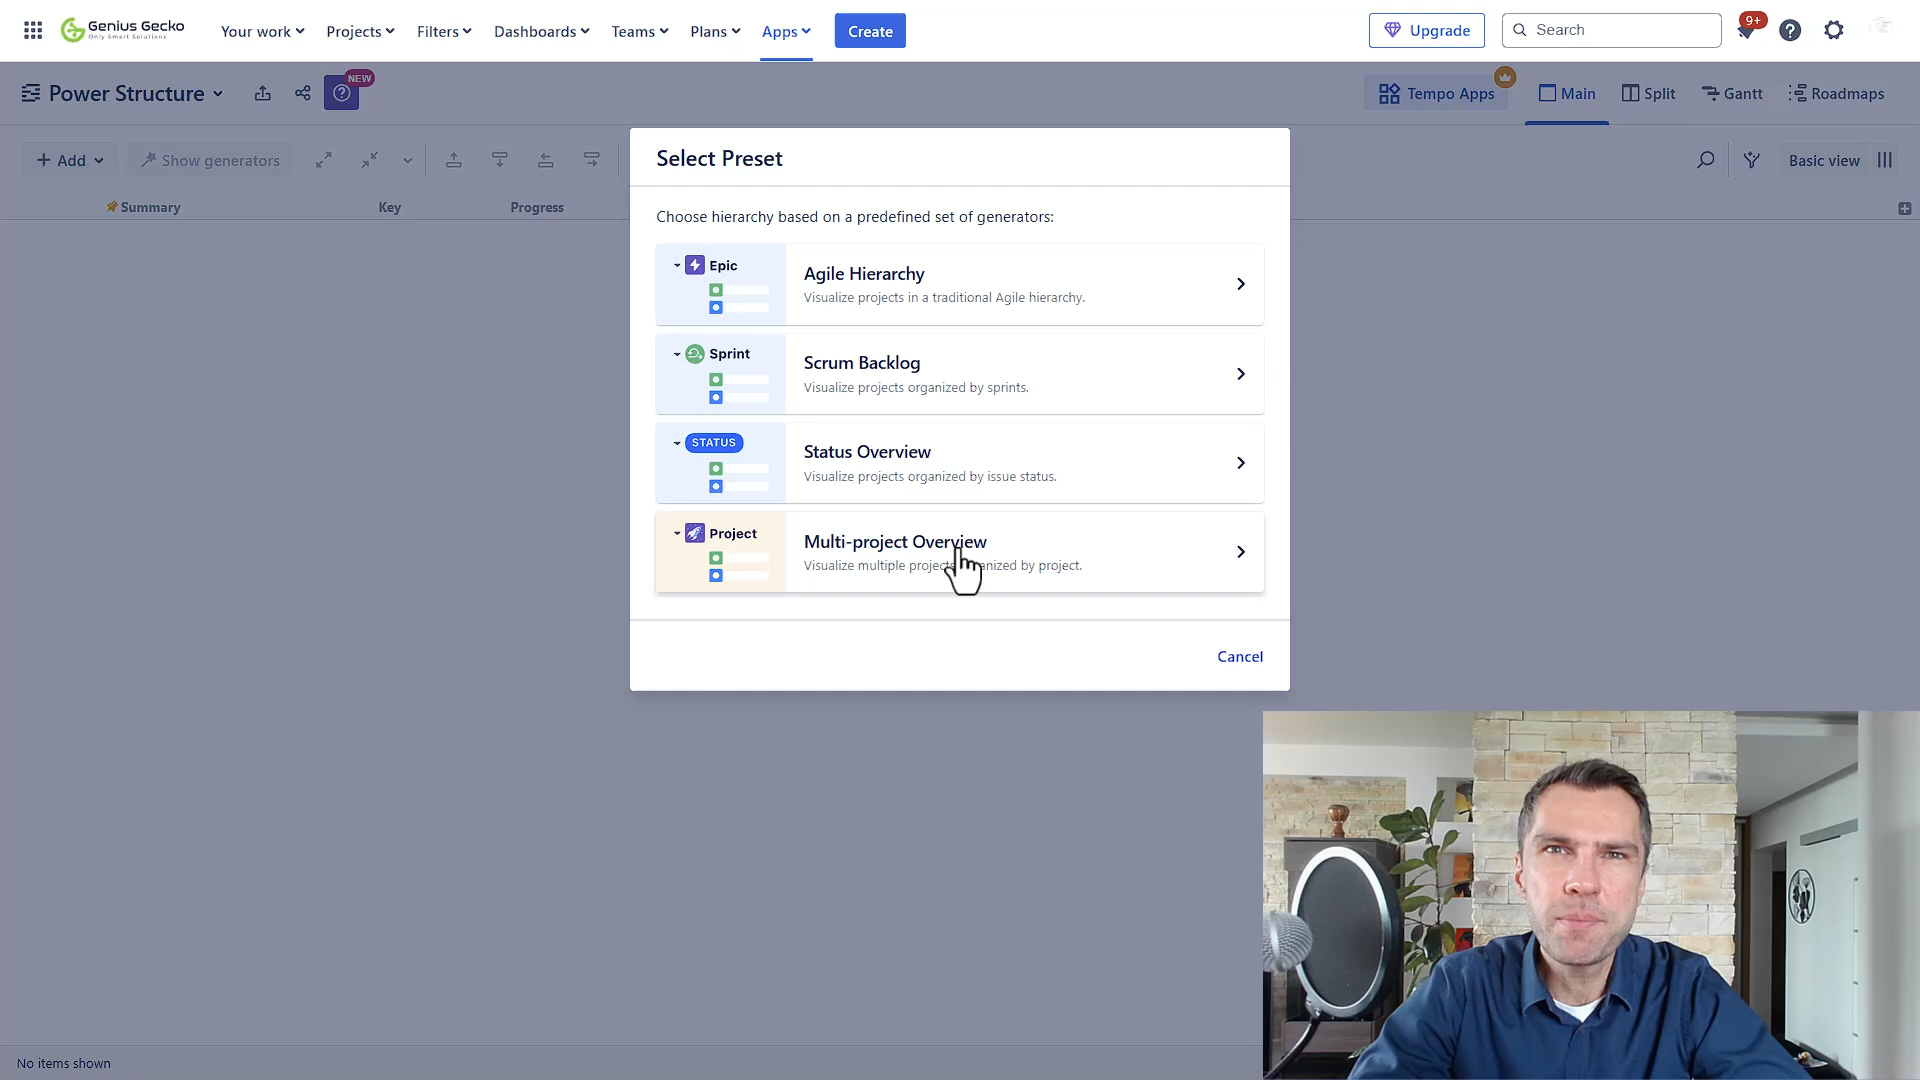 Genius Gecko
Only Smart Solutions
Your work
Projects
Filters
Dashboards
Teams
Plans
Apps
Create
Upgrade
Search
9+
Power Structure
NEW
Tempo Apps
Main
Split
Gantt
Roadmaps
Add
Show generators
Basic view
Summary
Key
Progress
Select Preset
Choose hierarchy based on a predefined set of generators:
Epic
Agile Hierarchy
Visualize projects in a traditional Agile hierarchy.
Sprint
Scrum Backlog
Visualize projects organized by sprints.
STATUS
Status Overview
Visualize projects organized by issue status.
Project
Multi-project Overview
Visualize multiple projects organized by project.
Cancel
No items shown